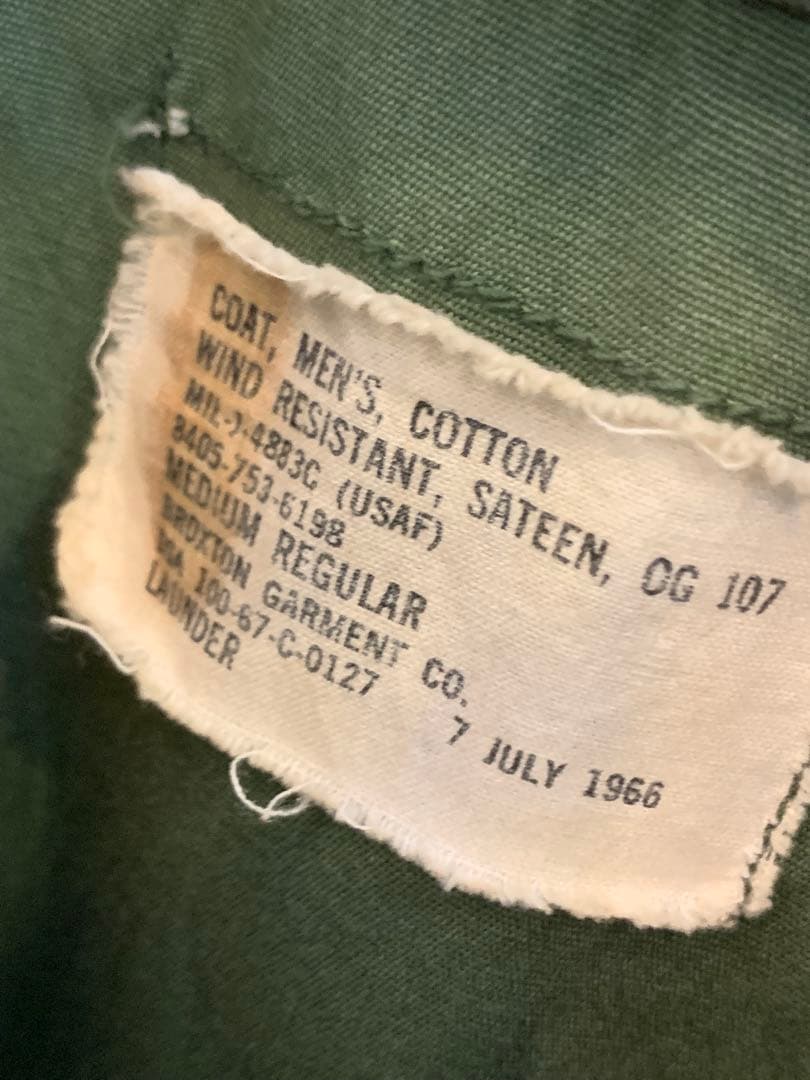 COAT, MEN'S, COTTON
WIND RESISTANT, SATEEN, OG 107
MIL-J-4883C (USAF)
8405-753-6198
MEDIUM REGULAR
BROXTON GARMENT CO.
DSA 100-67-C-0127 7 JULY 1966
LAUNDER